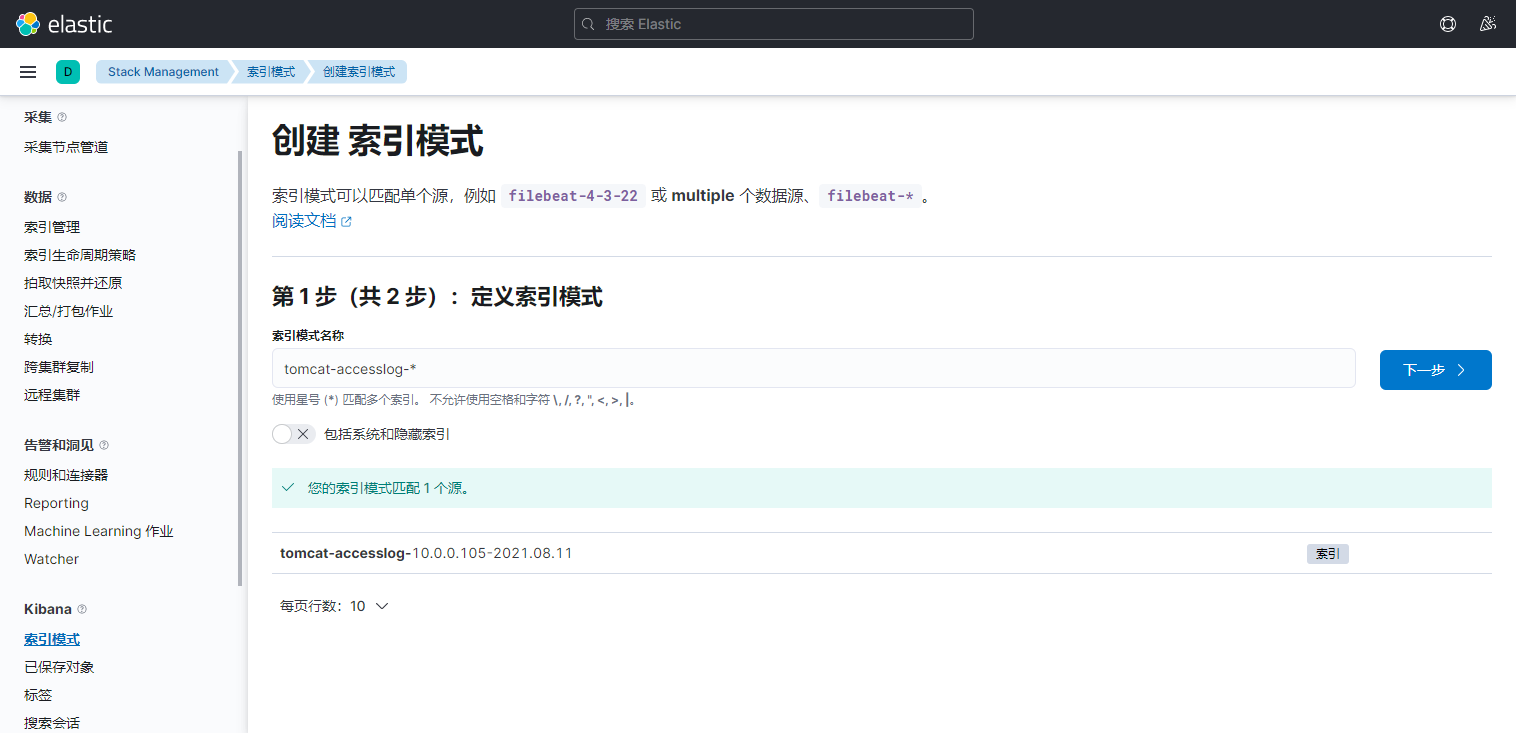 elastic
搜索 Elastic
D
Stack Management
索引模式
创建索引模式
采集
采集节点管道
数据
索引管理
索引生命周期策略
拍取快照并还原
汇总/打包作业
转换
跨集群复制
远程集群
告警和洞见
规则和连接器
Reporting
Machine Learning 作业
Watcher
Kibana
索引模式
已保存对象
标签
搜索会话
创建 索引模式
索引模式可以匹配单个源，例如 filebeat-4-3-22 或 multiple 个数据源、 filebeat-* 。
阅读文档
第 1 步（共 2 步）：定义索引模式
索引模式名称
tomcat-accesslog-*
下一步
使用星号 (*) 匹配多个索引。 不允许使用空格和字符 \, /, ?, ", <, >, |。
包括系统和隐藏索引
您的索引模式匹配 1 个源。
tomcat-accesslog-10.0.0.105-2021.08.11
索引
每页行数：10